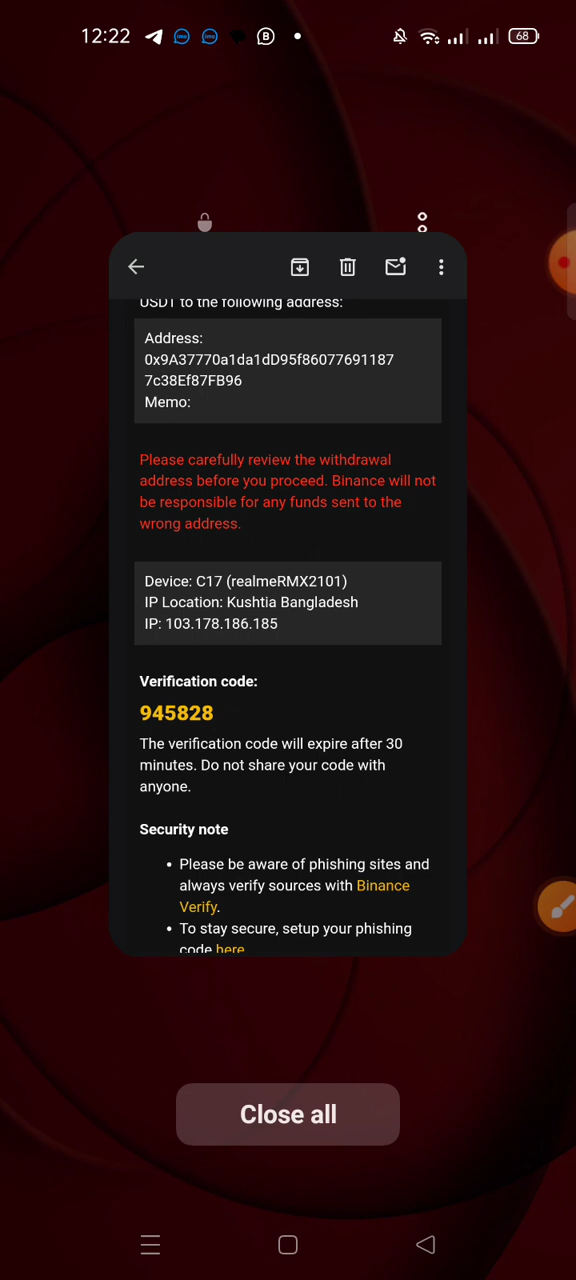 12:22
68
USDT to the following address:
Address:
0x9A37770a1da1dD95f86077691187
7c38Ef87FB96
Memo:
Please carefully review the withdrawal
address before you proceed. Binance will not
be responsible for any funds sent to the
wrong address.
Device: C17 (realmeRMX2101)
IP Location: Kushtia Bangladesh
IP: 103.178.186.185
Verification code:
945828
The verification code will expire after 30
minutes. Do not share your code with
anyone.
Security note
• Please be aware of phishing sites and
always verify sources with Binance
Verify.
• To stay secure, setup your phishing
code here
Close all